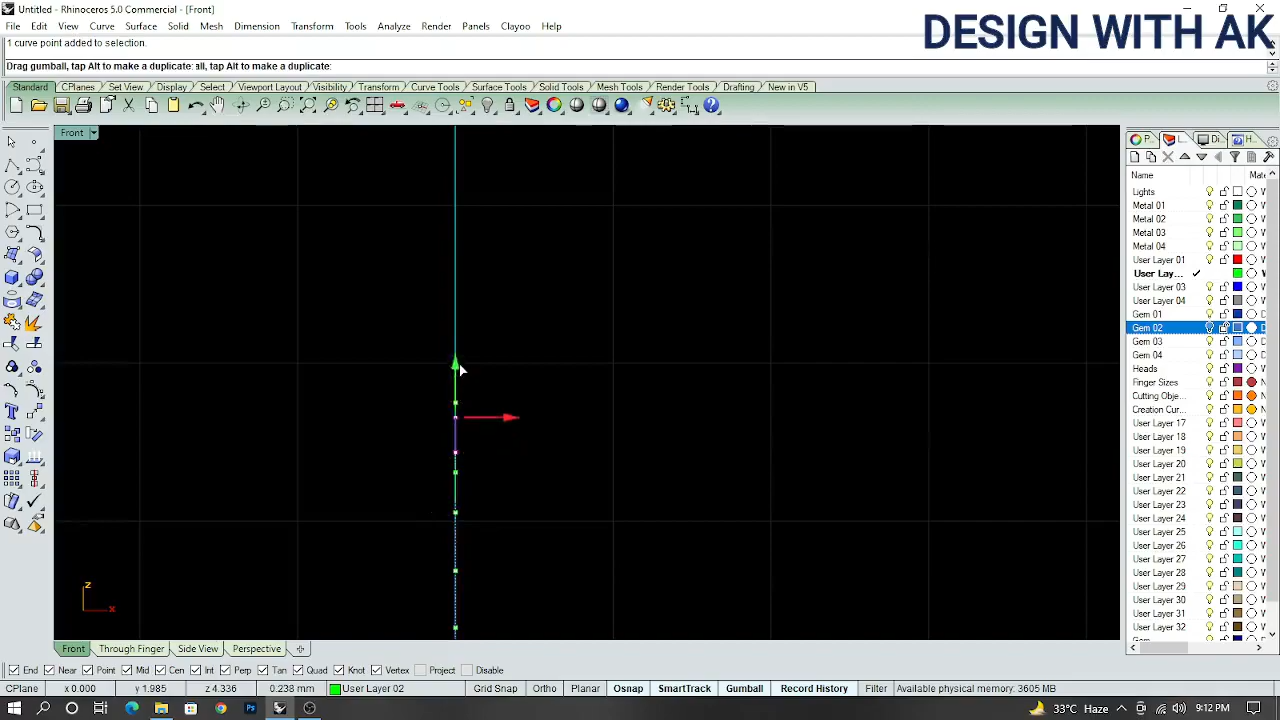 Untitled - Rhinoceros 5.0 Commercial - [Front]
File Edit View Curve Surface Solid Mesh Dimension Transform Tools Analyze Render Panels Clayoo Help
DESIGN WITH AK
1 curve point added to selection.
Drag gumball, tap Alt to make a duplicate: all, tap Alt to make a duplicate:
Standard CPlanes Set View Display Select Viewport Layout Visibility Transform Curve Tools Surface Tools Solid Tools Mesh Tools Render Tools Drafting New in V5
Front
P... L... Di... H...
Name Mate
Lights
Metal 01
Metal 02
Metal 03
Metal 04
User Layer 01
User Lay...
User Layer 03
User Layer 04
Gem 01
Gem 02
Gem 03
Gem 04
Heads
Finger Sizes
Cutting Obje...
Creation Cur...
User Layer 17
User Layer 18
User Layer 19
User Layer 20
User Layer 21
User Layer 22
User Layer 23
User Layer 24
User Layer 25
User Layer 26
User Layer 27
User Layer 28
User Layer 29
User Layer 30
User Layer 31
User Layer 32
z
x
Front Through Finger Side View Perspective
End Near Point Mid Cen Int Perp Tan Quad Knot Vertex Project Disable
CPlane x 0.000 y 1.985 z 4.336 0.238 mm User Layer 02 Grid Snap Ortho Planar Osnap SmartTrack Gumball Record History Filter Available physical memory: 3605 MB
33°C Haze 9:12 PM